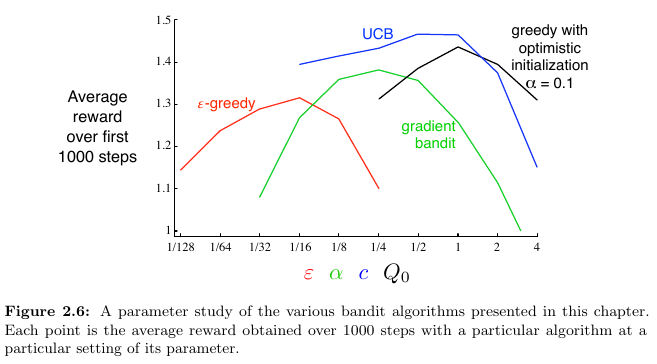 1.5
1.4
1.3
1.2
1.1
1
Average
reward
over first
1000 steps
ε-greedy
UCB
greedy with
optimistic
initialization
α = 0.1
gradient
bandit
1/128 1/64 1/32 1/16 1/8 1/4 1/2 1 2 4
ε α c Q₀
Figure 2.6: A parameter study of the various bandit algorithms presented in this chapter.
Each point is the average reward obtained over 1000 steps with a particular algorithm at a
particular setting of its parameter.